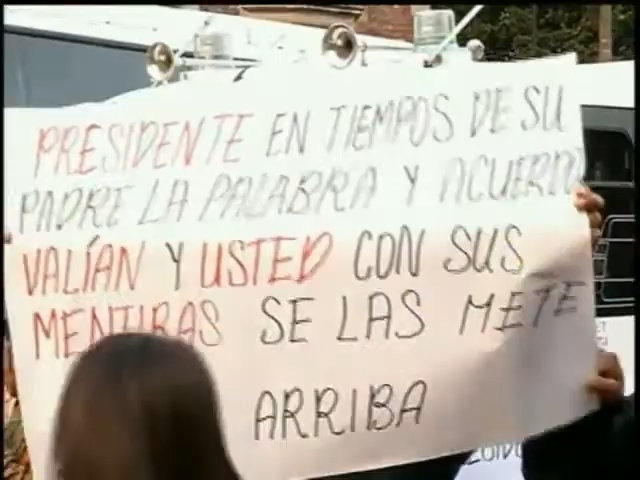 PRESIDENTE EN TIEMPOS DE SU
PADRE LA PALABRA Y ACUERDO
VALÍAN Y USTED CON SUS
MENTIRAS SE LAS METE
ARRIBA